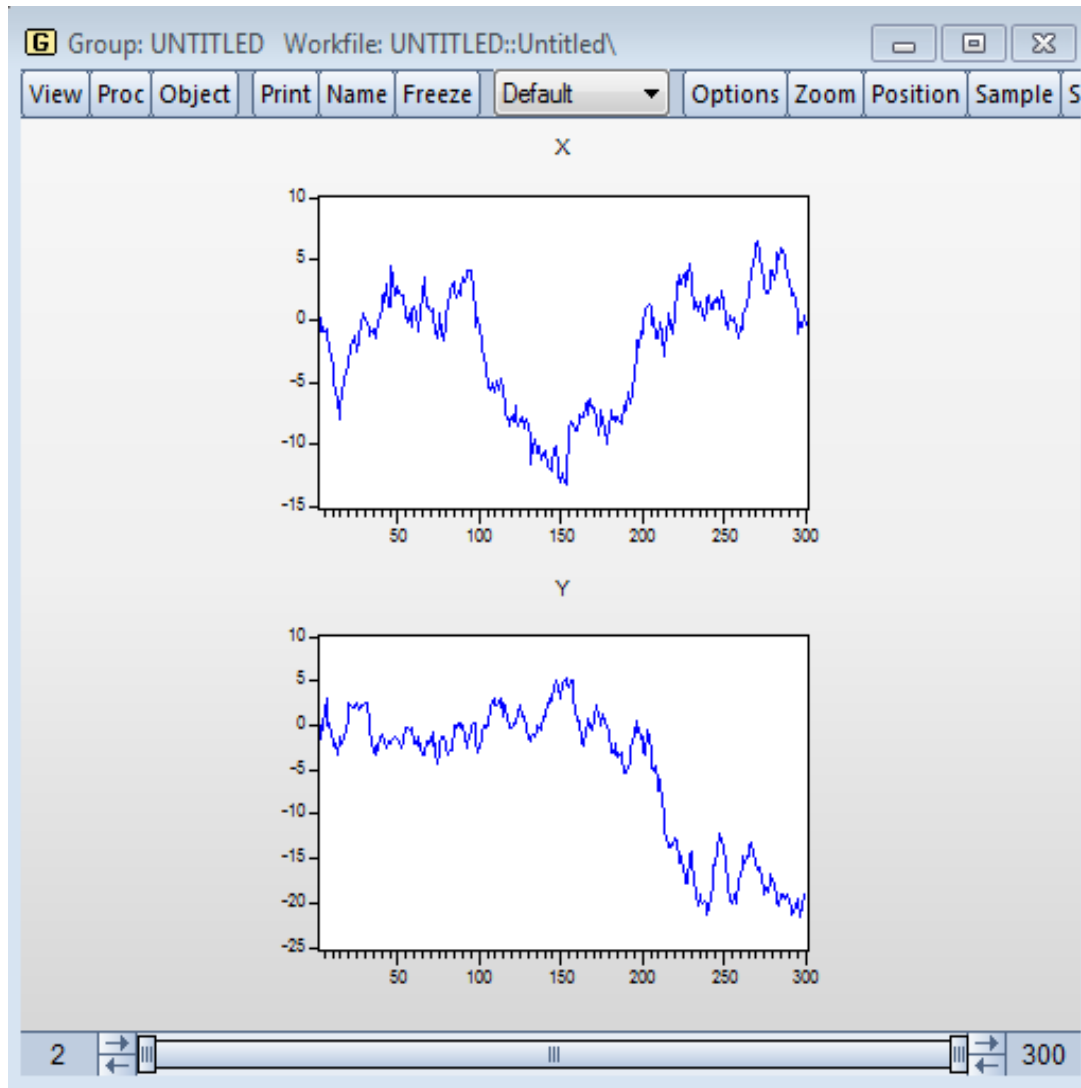 G Group: UNTITLED Workfile: UNTITLED::Untitled\
View Proc Object Print Name Freeze Default Options Zoom Position Sample S
X
10
5
0
-5
-10
-15
50 100 150 200 250 300
Y
10
5
0
-5
-10
-15
-20
-25
50 100 150 200 250 300
2 300